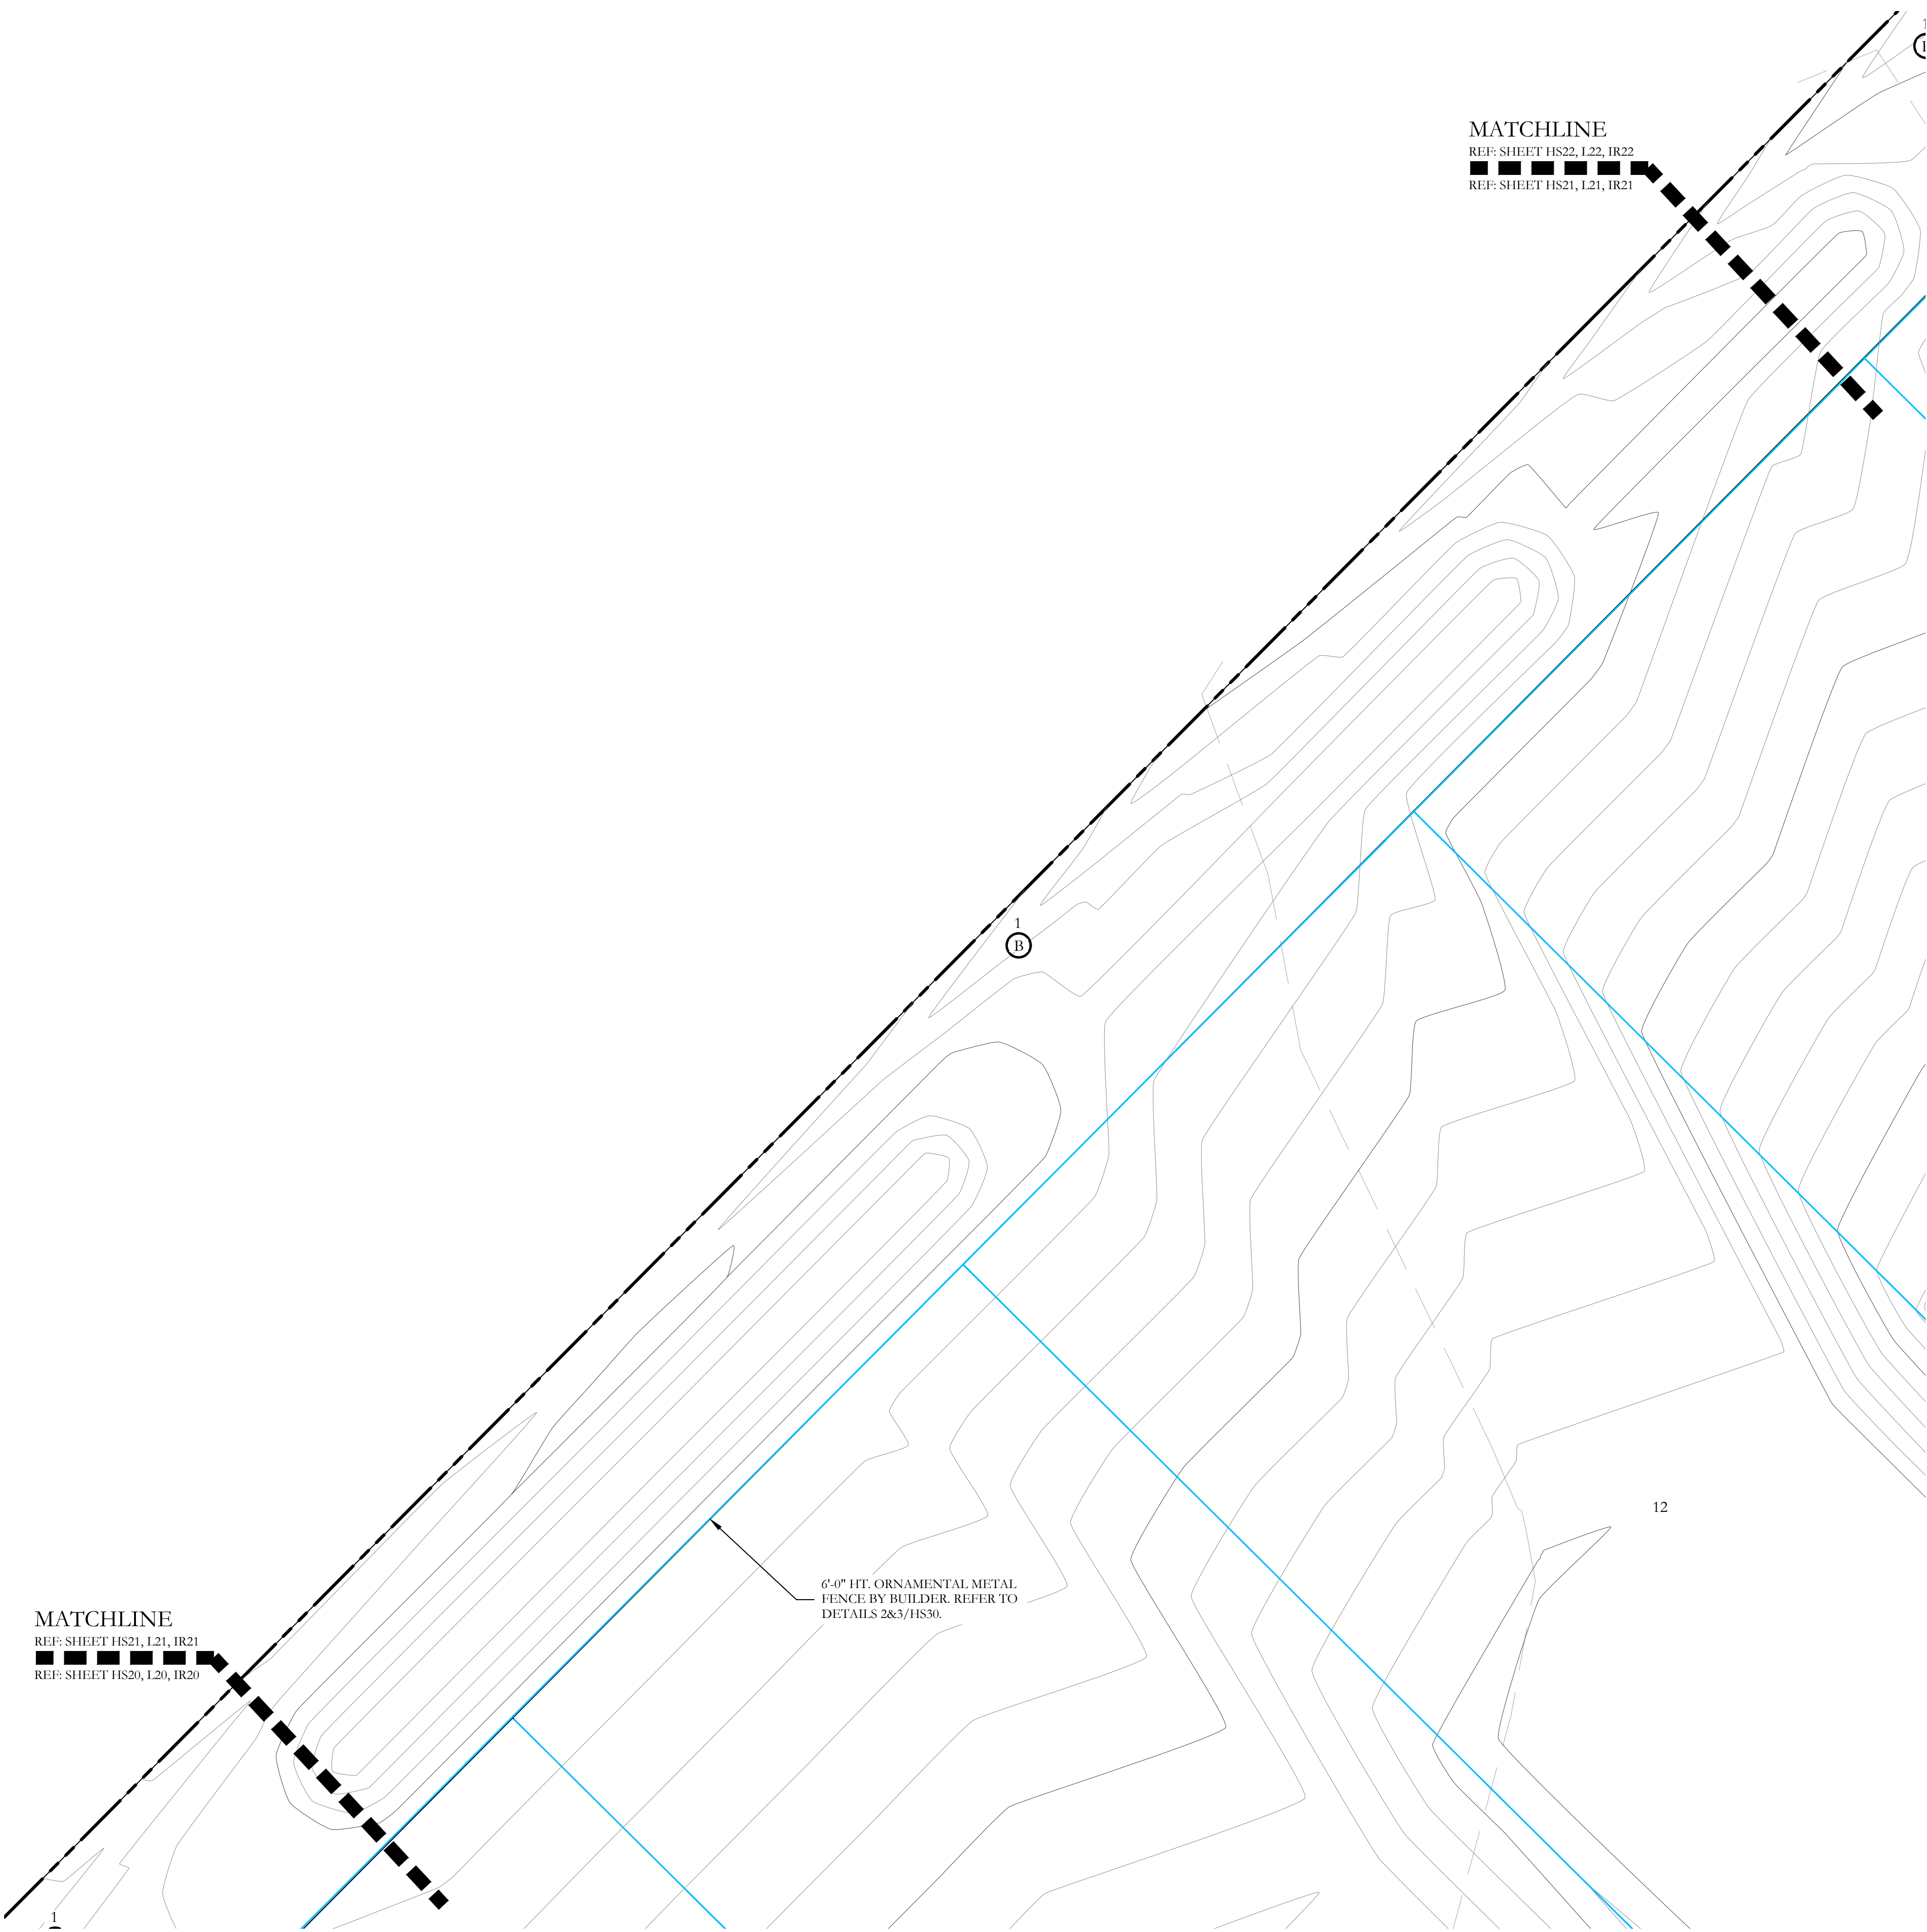 1
MATCHLINE
REF: SHEET HS22, L22, IR22
REF: SHEET HS21, L21, IR21
1
B
12
6'-0" HT. ORNAMENTAL METAL
FENCE BY BUILDER. REFER TO
DETAILS 2&3/HS30.
MATCHLINE
REF: SHEET HS21, L21, IR21
REF: SHEET HS20, L20, IR20
1